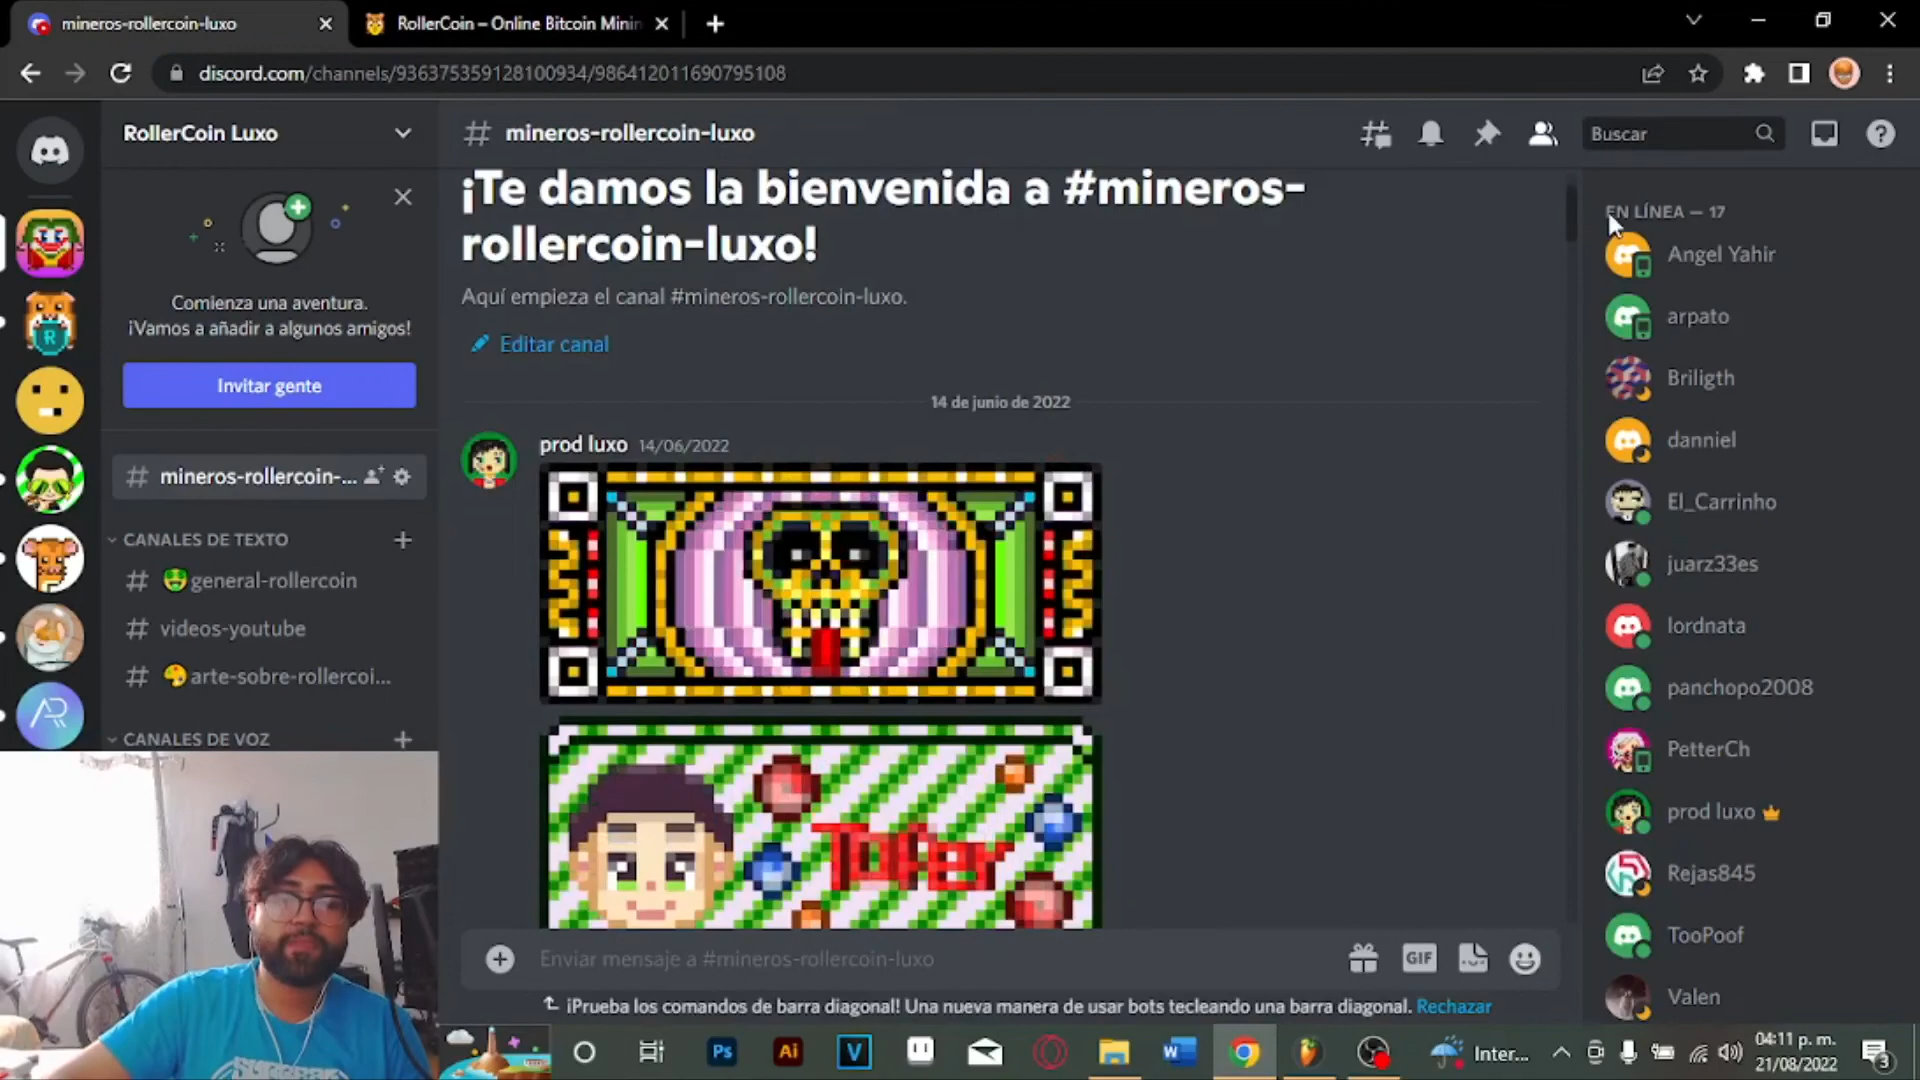 mineros-rollercoin-luxo
RollerCoin – Online Bitcoin Minin
discord.com/channels/936375359128100934/986412011690795108
RollerCoin Luxo
mineros-rollercoin-luxo
Buscar
Comienza una aventura.
¡Vamos a añadir a algunos amigos!
Invitar gente
mineros-rollercoin-...
CANALES DE TEXTO
general-rollercoin
videos-youtube
arte-sobre-rollercoi...
CANALES DE VOZ
¡Te damos la bienvenida a #mineros-
rollercoin-luxo!
Aquí empieza el canal #mineros-rollercoin-luxo.
Editar canal
14 de junio de 2022
prod luxo 14/06/2022
Enviar mensaje a #mineros-rollercoin-luxo
GIF
¡Prueba los comandos de barra diagonal! Una nueva manera de usar bots tecleando una barra diagonal. Rechazar
EN LÍNEA — 17
Angel Yahir
arpato
Briligth
danniel
El_Carrinho
juarz33es
lordnata
panchopo2008
PetterCh
prod luxo
Rejas845
TooPoof
Valen
Ps
Ai
V
W
Inter...
04:11 p. m.
21/08/2022
3